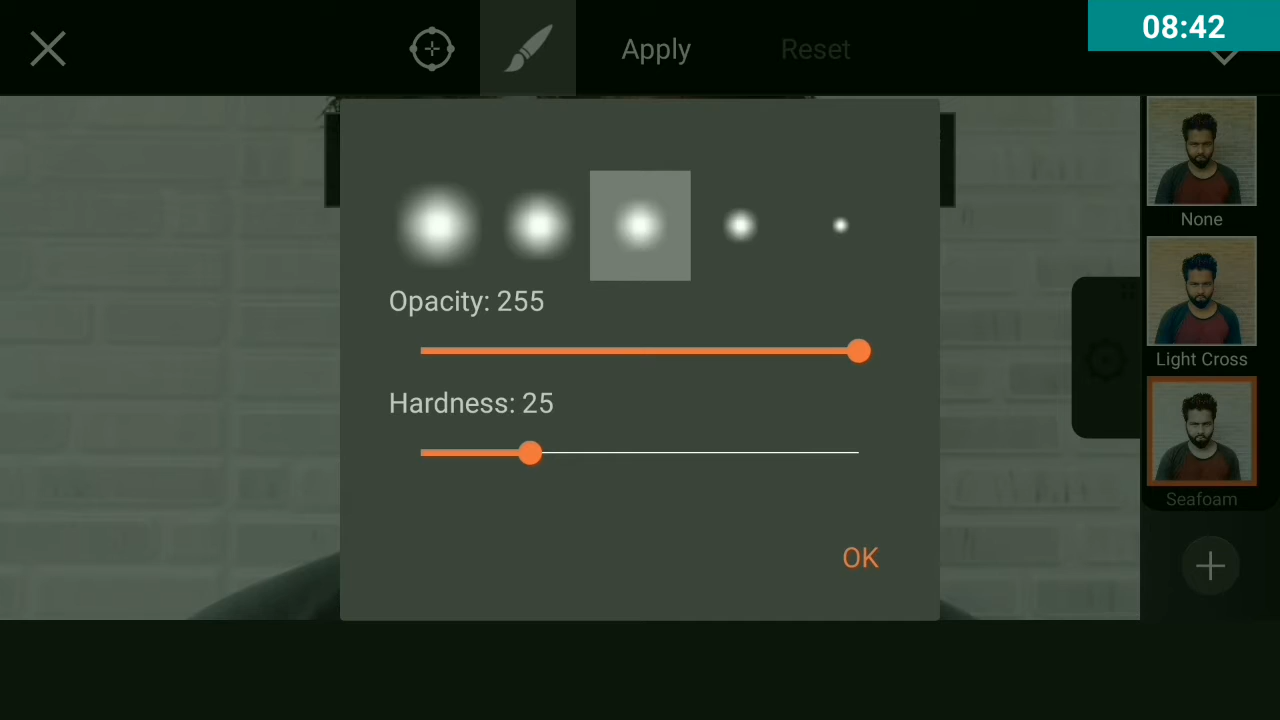 08:42
Apply
Reset
None
Opacity: 255
Light Cross
Hardness: 25
Seafoam
OK